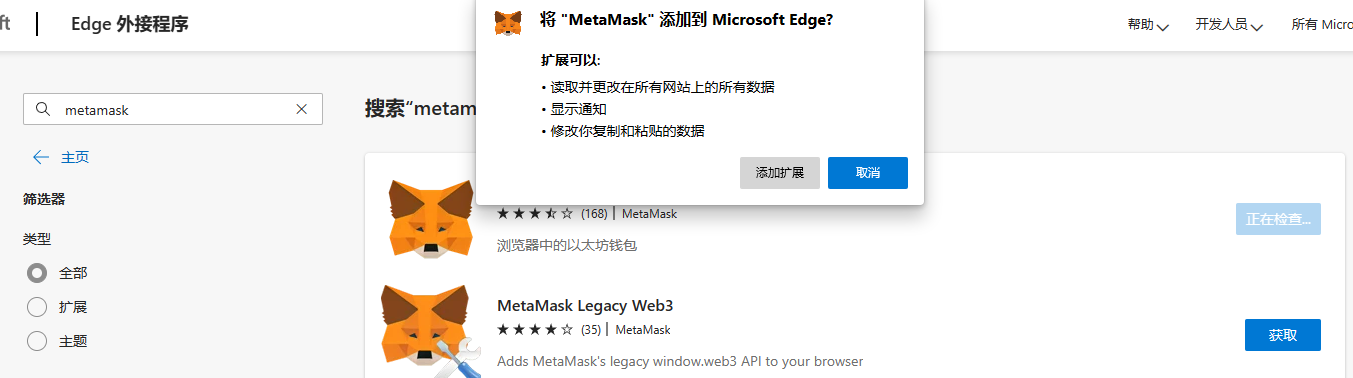 ft
Edge 外接程序
帮助
开发人员
所有 Micro
将 "MetaMask" 添加到 Microsoft Edge?
扩展可以:
• 读取并更改在所有网站上的所有数据
• 显示通知
• 修改你复制和粘贴的数据
添加扩展
取消
metamask
主页
筛选器
类型
全部
扩展
主题
搜索“metam
(168) | MetaMask
浏览器中的以太坊钱包
正在检查...
MetaMask Legacy Web3
(35) | MetaMask
Adds MetaMask's legacy window.web3 API to your browser
获取